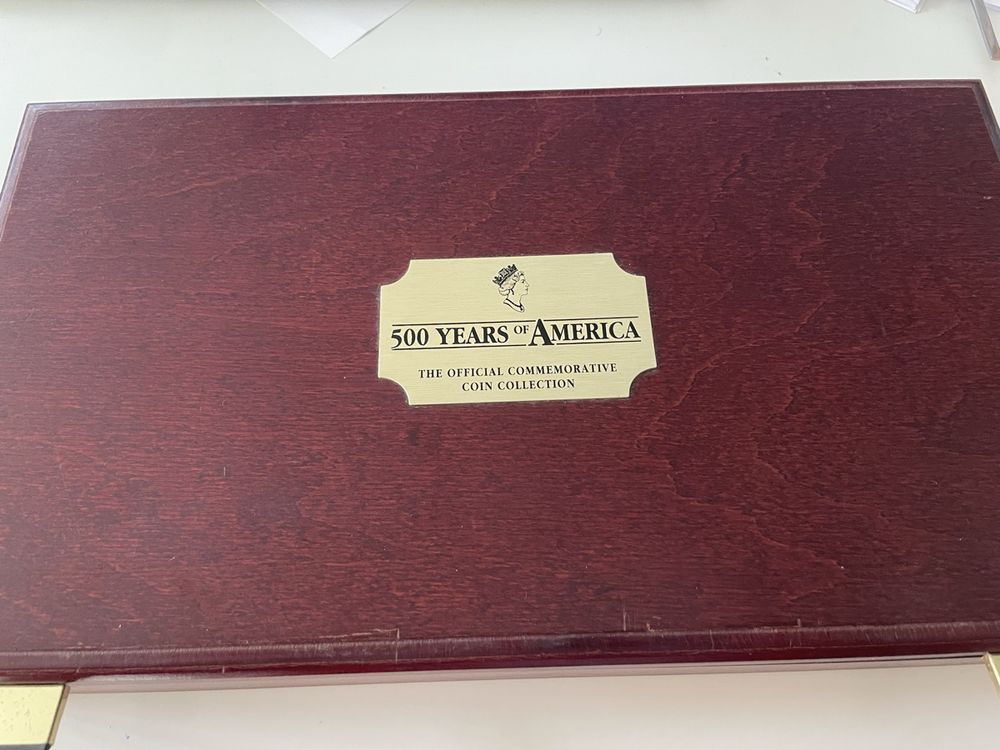 500 YEARS OF AMERICA
THE OFFICIAL COMMEMORATIVE
COIN COLLECTION